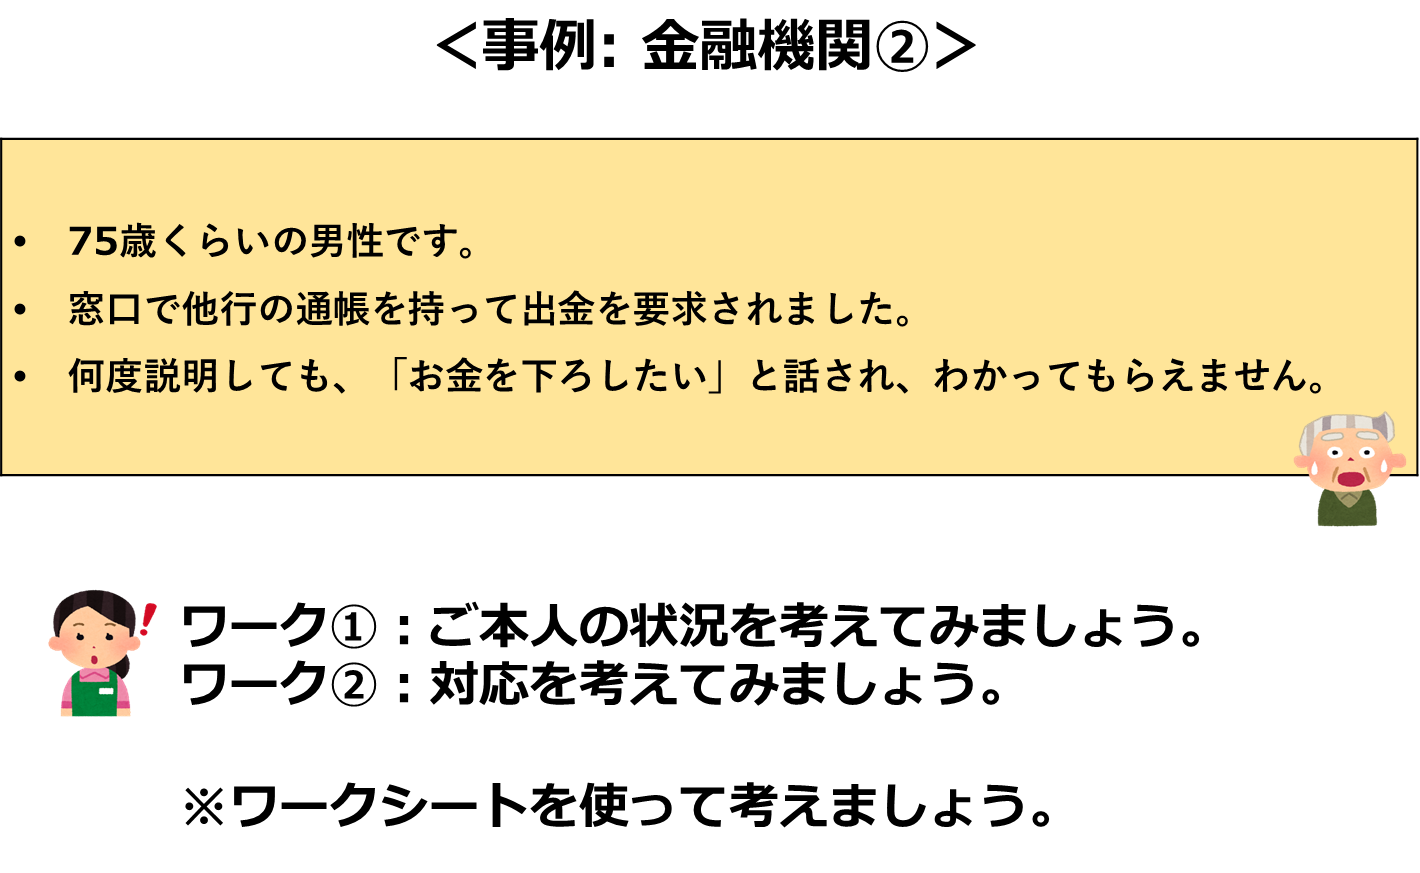 ＜事例: 金融機関②＞
• 75歳くらいの男性です。
• 窓口で他行の通帳を持って出金を要求されました。
• 何度説明しても、「お金を下ろしたい」と話され、わかってもらえません。
ワーク①：ご本人の状況を考えてみましょう。
ワーク②：対応を考えてみましょう。
※ワークシートを使って考えましょう。